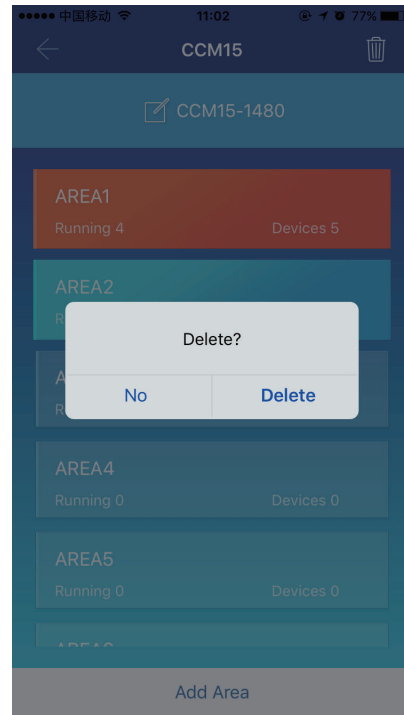 中国移动 11:02 77%
CCM15
CCM15-1480
AREA1
Running 4 Devices 5
AREA2
R
Delete?
A
No Delete
R
AREA4
Running 0 Devices 0
AREA5
Running 0 Devices 0
Add Area